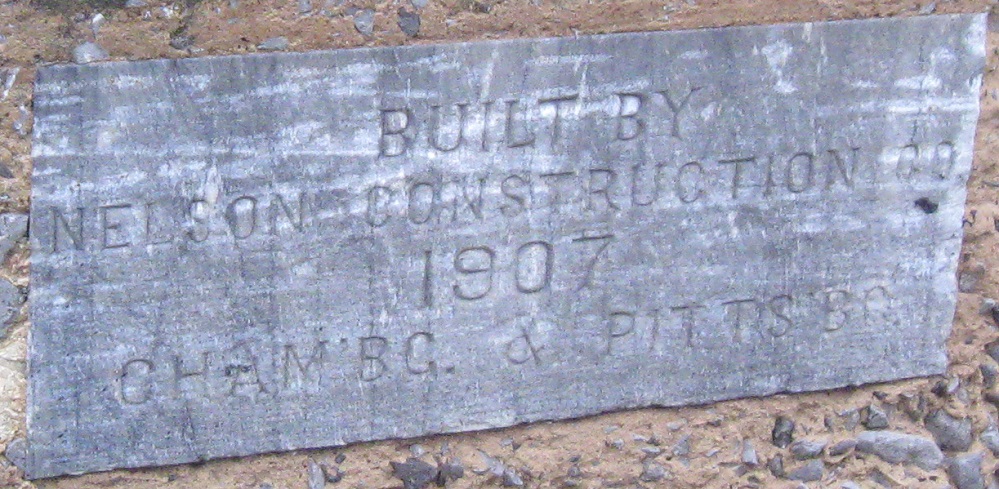 BUILT BY
NELSON CONSTRUCTION CO
1907
CHAM'BG. & PITTS'BG.